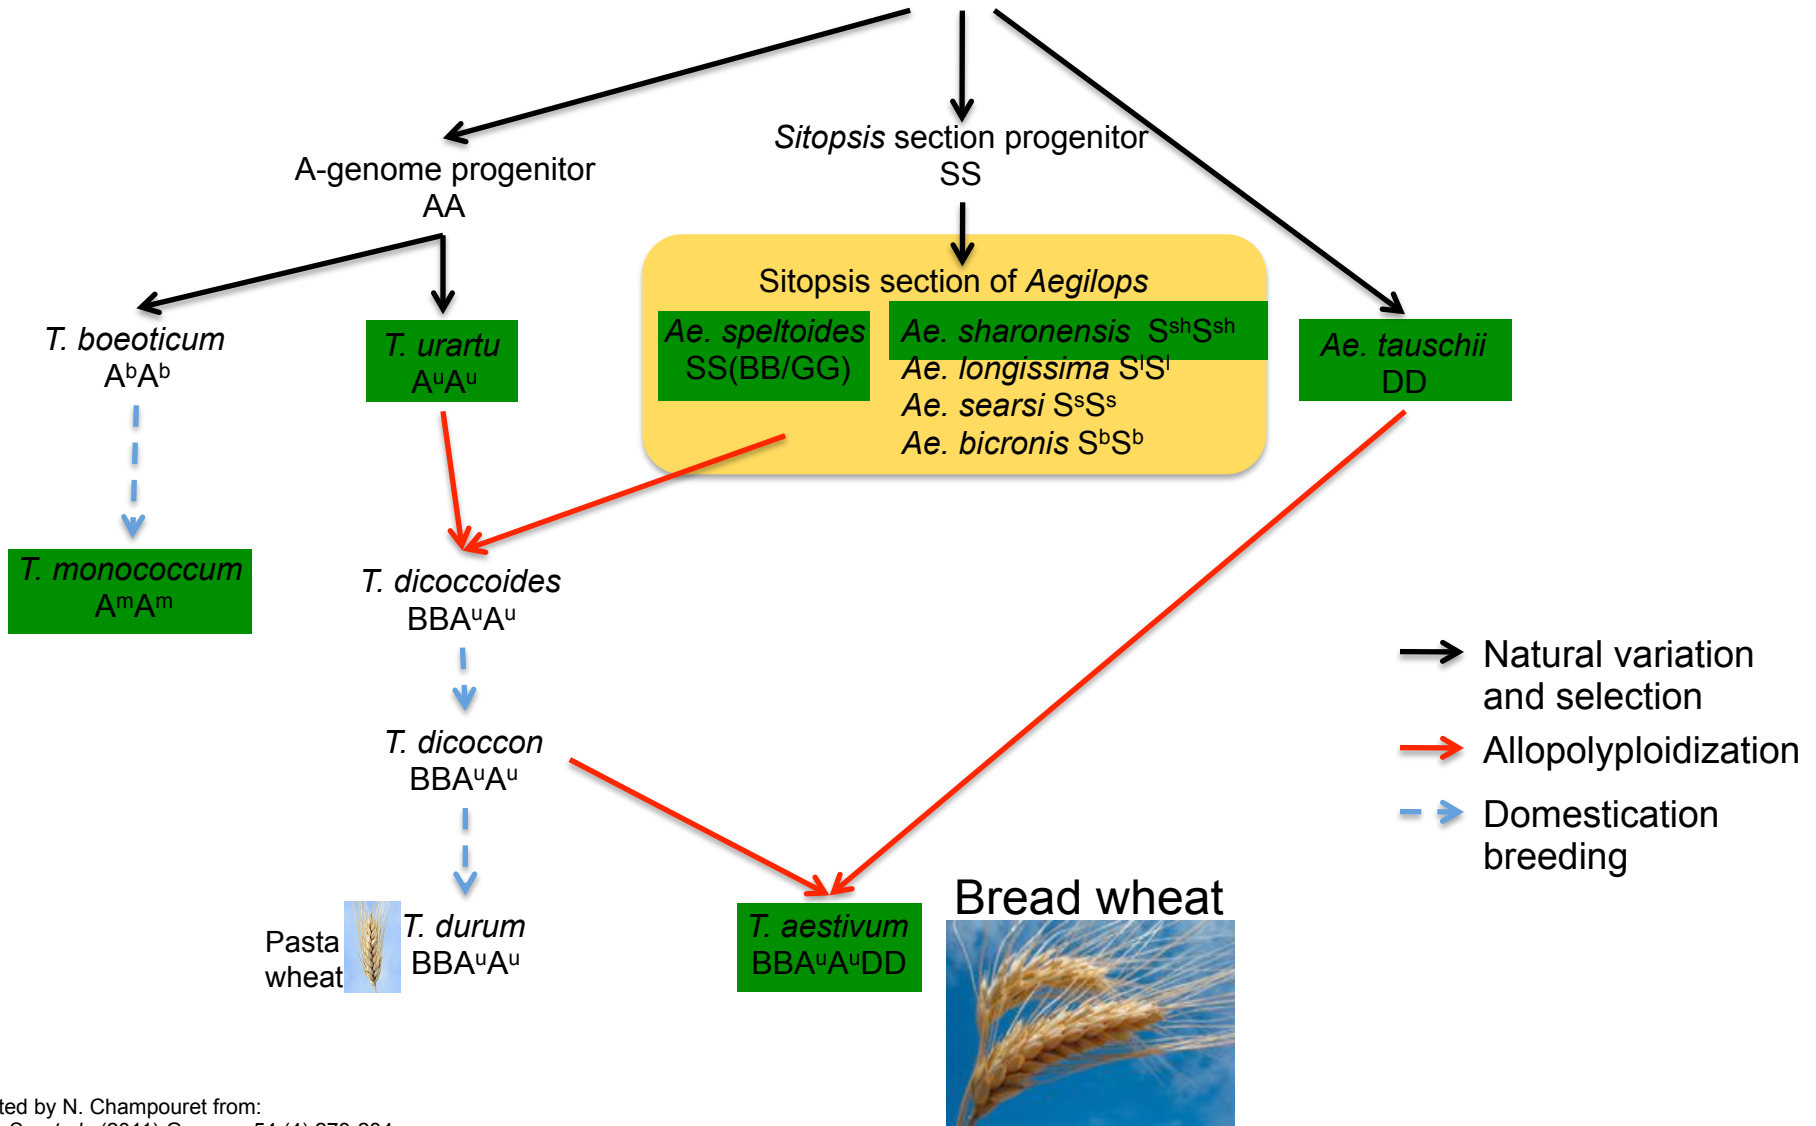 Sitopsis section progenitor
SS
A-genome progenitor
AA
Sitopsis section of Aegilops
T. boeoticum
AᵇAᵇ
T. urartu
AᵘAᵘ
Ae. speltoides
SS(BB/GG)
Ae. sharonensis SˢʰSˢʰ
Ae. longissima SˡSˡ
Ae. searsi SˢSˢ
Ae. bicronis SᵇSᵇ
Ae. tauschii
DD
T. monococcum
AᵐAᵐ
T. dicoccoides
BBAᵘAᵘ
Natural variation
and selection
Allopolyploidization
Domestication
breeding
T. dicoccon
BBAᵘAᵘ
Pasta
wheat
T. durum
BBAᵘAᵘ
T. aestivum
BBAᵘAᵘDD
Bread wheat
by N. Champouret from:
(2011)